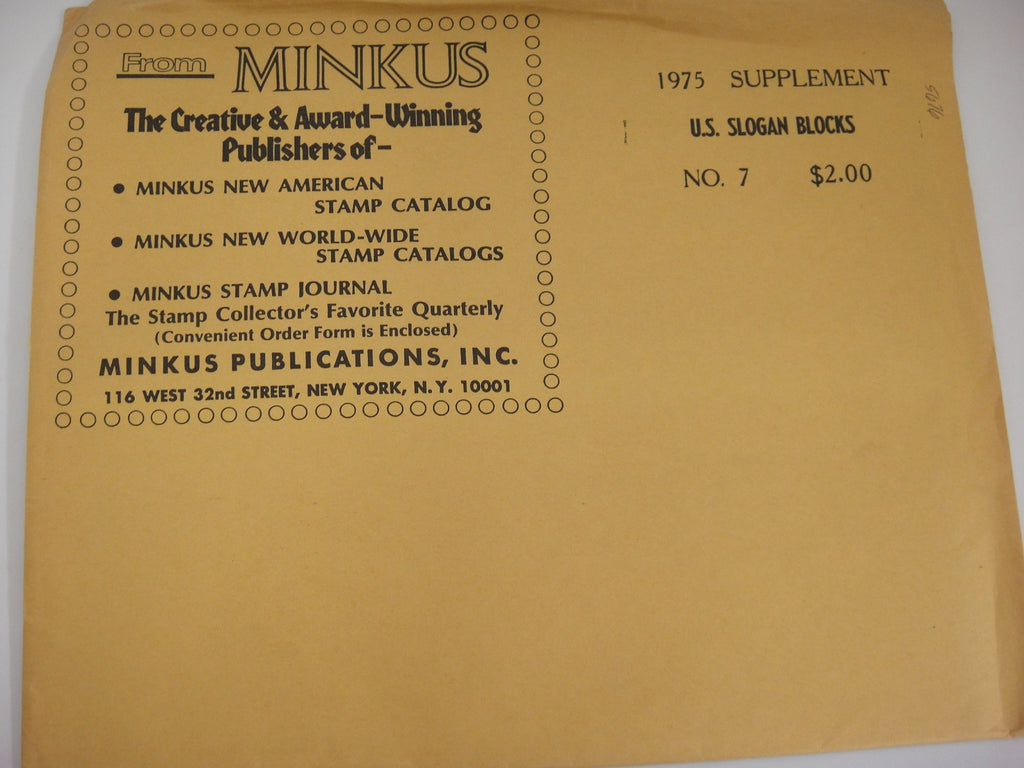 From MINKUS
The Creative & Award-Winning
Publishers of-
• MINKUS NEW AMERICAN
STAMP CATALOG
• MINKUS NEW WORLD-WIDE
STAMP CATALOGS
• MINKUS STAMP JOURNAL
The Stamp Collector's Favorite Quarterly
(Convenient Order Form is Enclosed)
MINKUS PUBLICATIONS, INC.
116 WEST 32nd STREET, NEW YORK, N.Y. 10001
1975 SUPPLEMENT
U.S. SLOGAN BLOCKS
NO. 7 $2.00